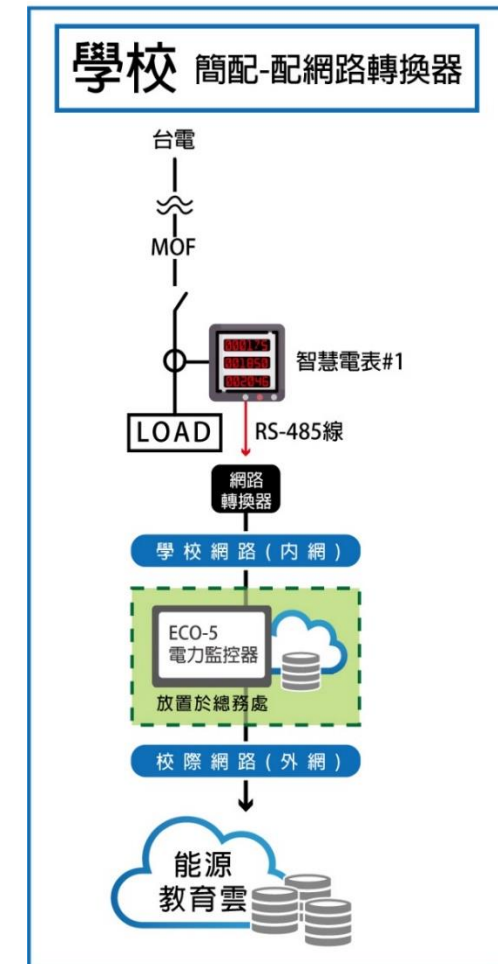 學校 簡配-配網路轉換器
台電
MOF
000175
001850
002046
智慧電表#1
LOAD
RS-485線
網路
轉換器
學校網路(內網)
ECO-5
電力監控器
放置於總務處
校際網路(外網)
能源
教育雲